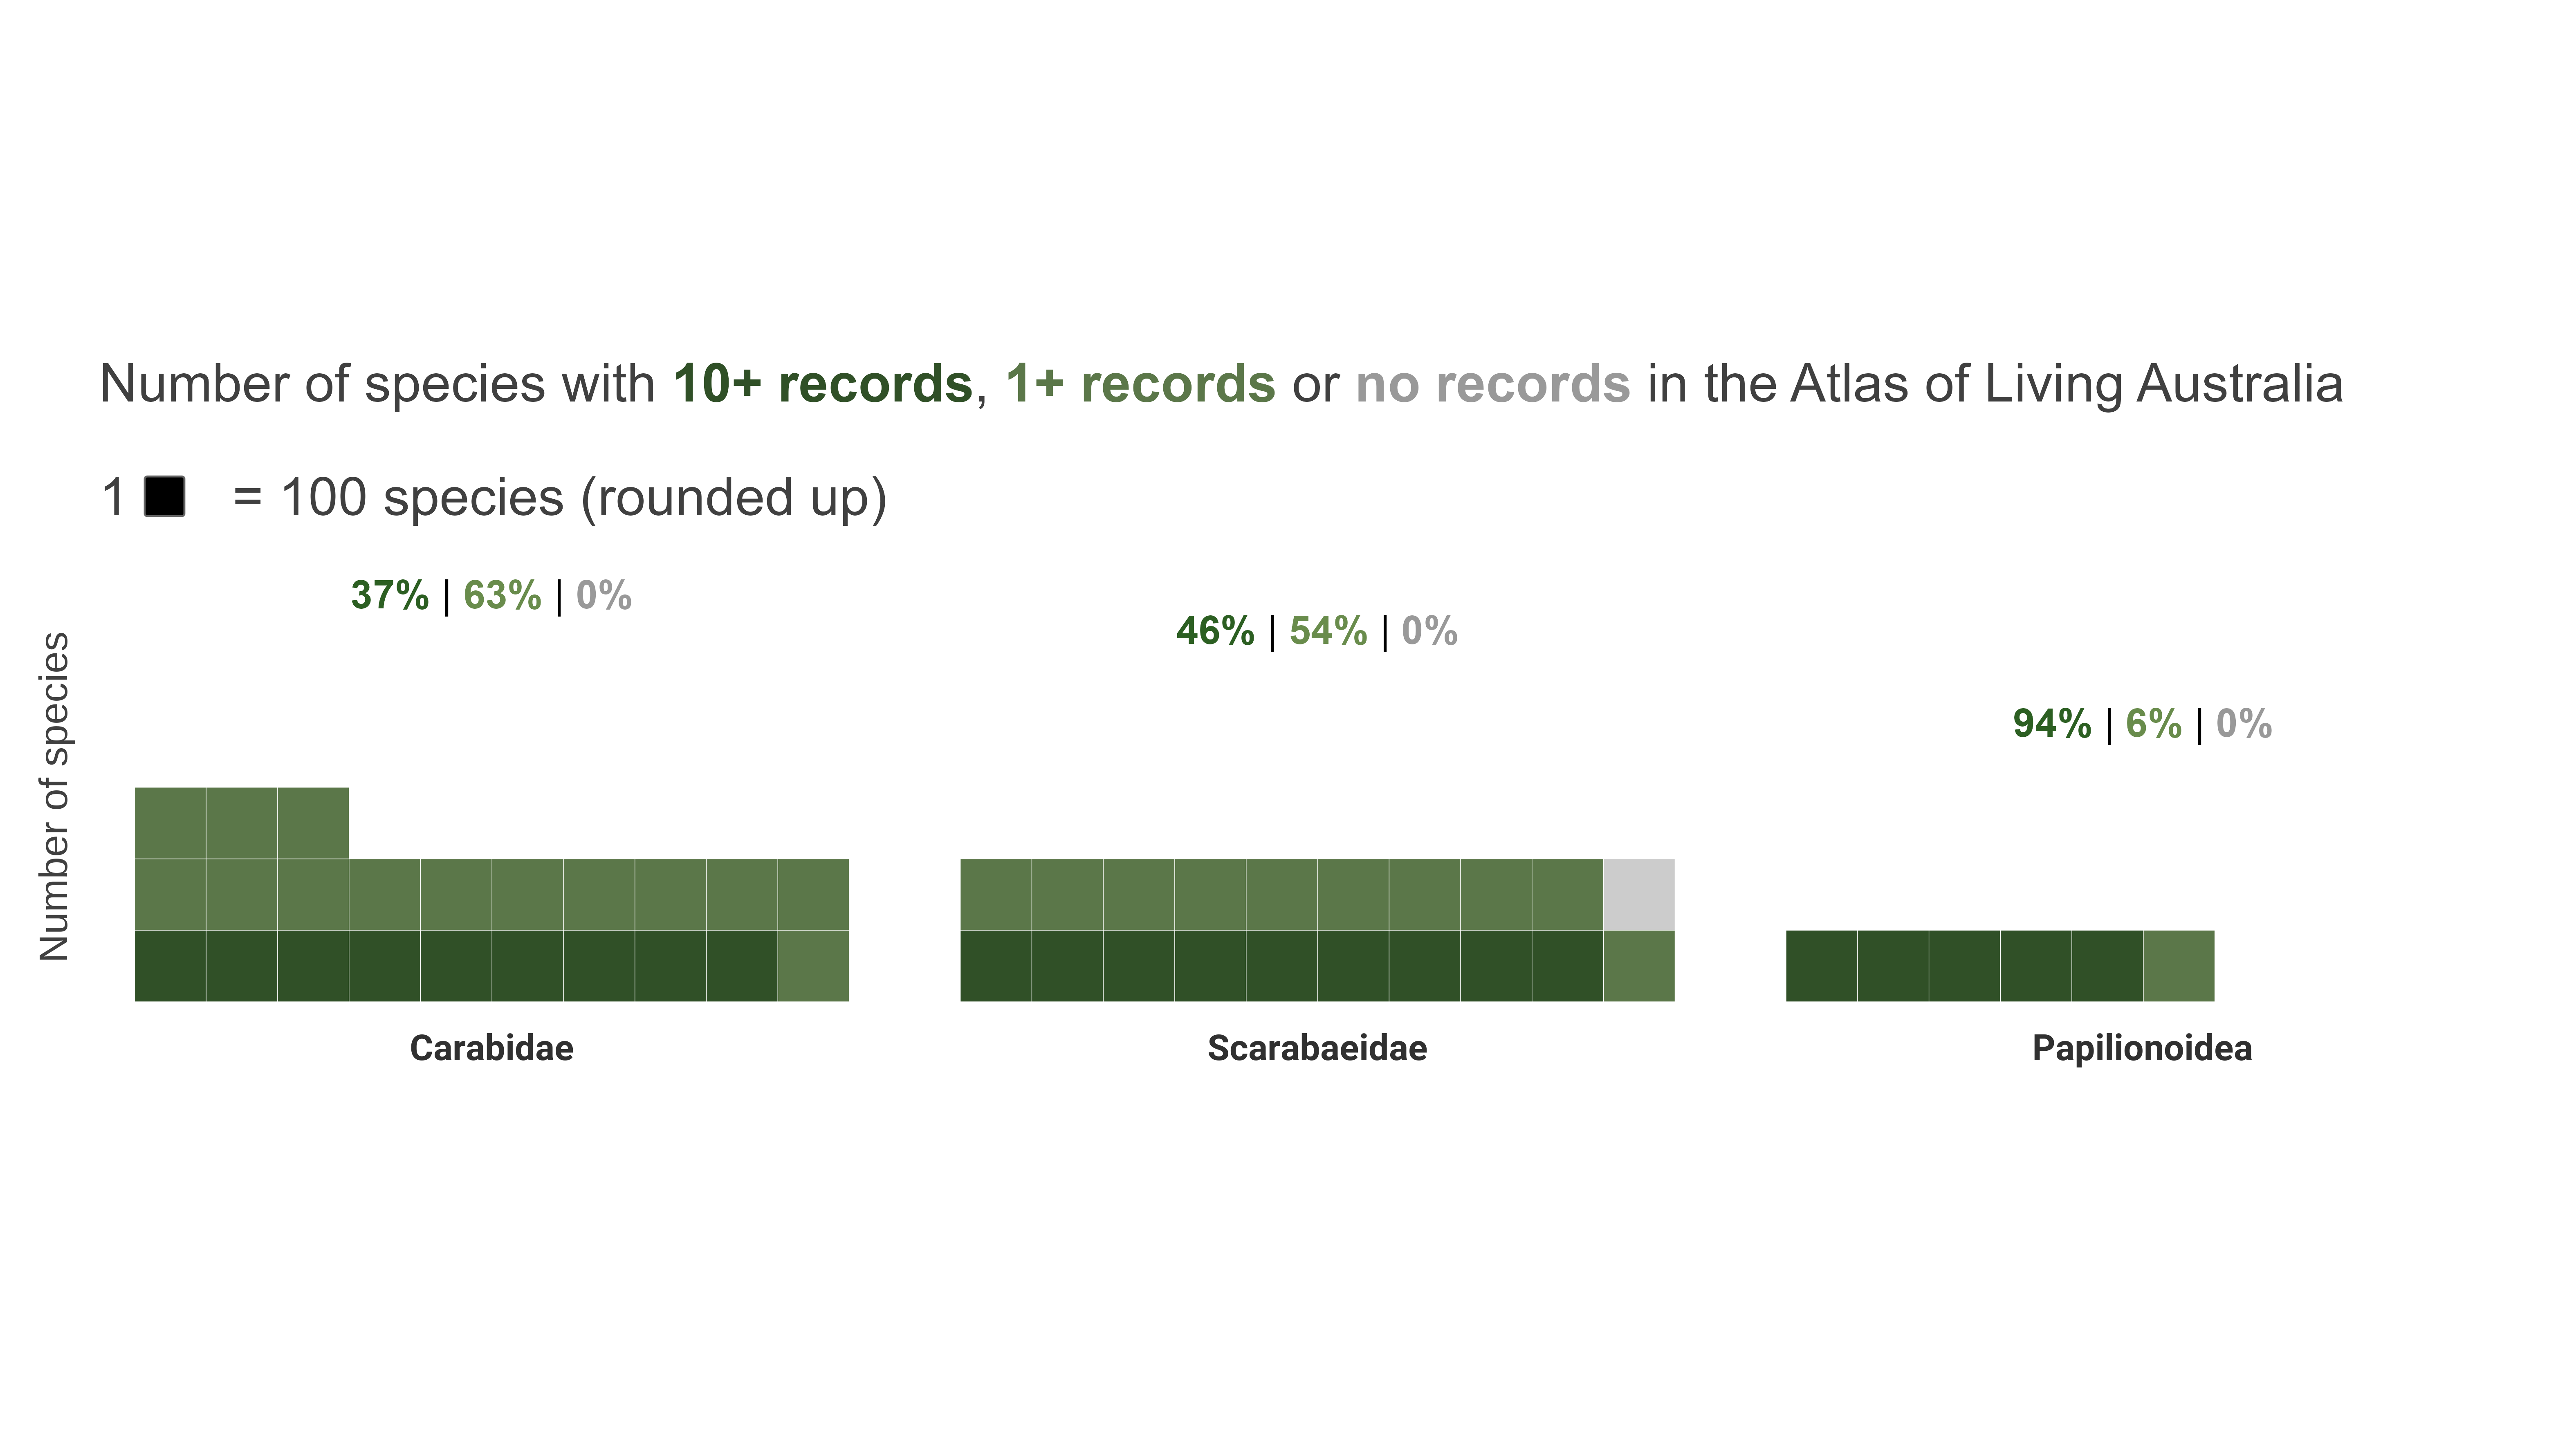 Number of species with 10+ records, 1+ records or no records in the Atlas of Living Australia
1 = 100 species (rounded up)
37% | 63% | 0%
46% | 54% | 0%
94% | 6% | 0%
Number of species
Carabidae
Scarabaeidae
Papilionoidea